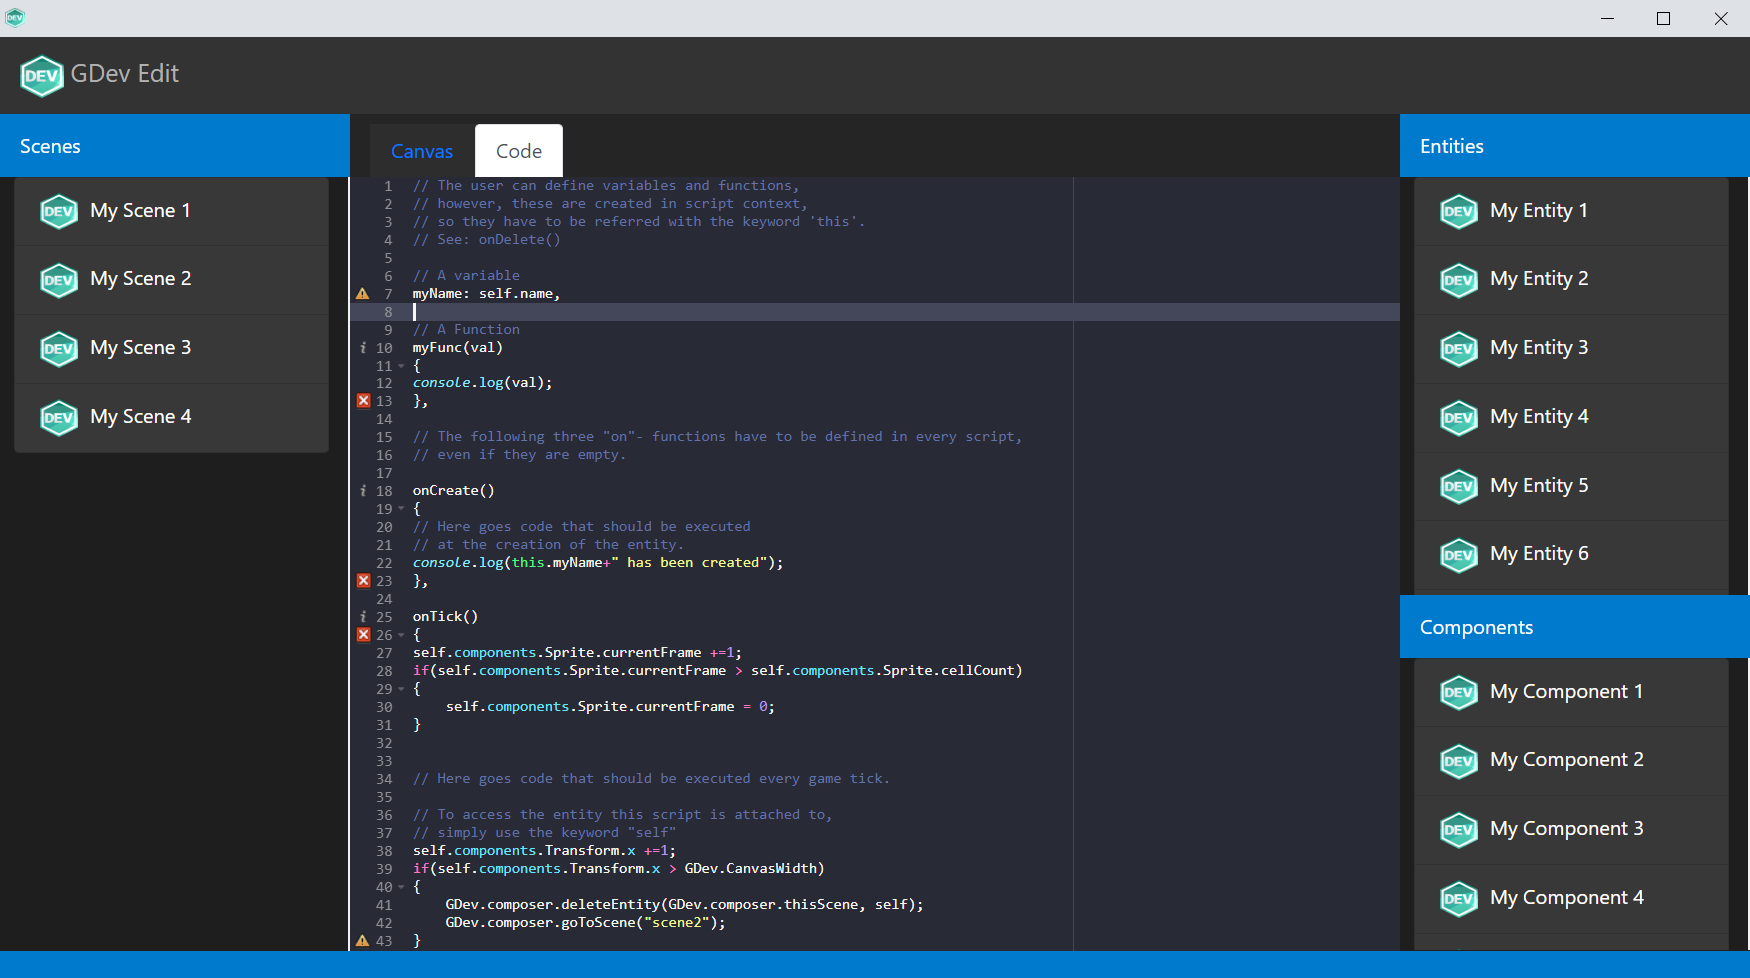 DEV
DEV GDev Edit
Scenes
DEV My Scene 1
DEV My Scene 2
DEV My Scene 3
DEV My Scene 4
Canvas Code
1 // The user can define variables and functions,
2 // however, these are created in script context,
3 // so they have to be referred with the keyword 'this'.
4 // See: onDelete()
5
6 // A variable
7 myName: self.name,
8
9 // A Function
10 myFunc(val)
11 {
12 console.log(val);
13 },
14
15 // The following three "on"- functions have to be defined in every script,
16 // even if they are empty.
17
18 onCreate()
19 {
20 // Here goes code that should be executed
21 // at the creation of the entity.
22 console.log(this.myName+" has been created");
23 },
24
25 onTick()
26 {
27 self.components.Sprite.currentFrame +=1;
28 if(self.components.Sprite.currentFrame > self.components.Sprite.cellCount)
29 {
30 self.components.Sprite.currentFrame = 0;
31 }
32
33
34 // Here goes code that should be executed every game tick.
35
36 // To access the entity this script is attached to,
37 // simply use the keyword "self"
38 self.components.Transform.x +=1;
39 if(self.components.Transform.x > GDev.CanvasWidth)
40 {
41 GDev.composer.deleteEntity(GDev.composer.thisScene, self);
42 GDev.composer.goToScene("scene2");
43 }
Entities
DEV My Entity 1
DEV My Entity 2
DEV My Entity 3
DEV My Entity 4
DEV My Entity 5
DEV My Entity 6
Components
DEV My Component 1
DEV My Component 2
DEV My Component 3
DEV My Component 4